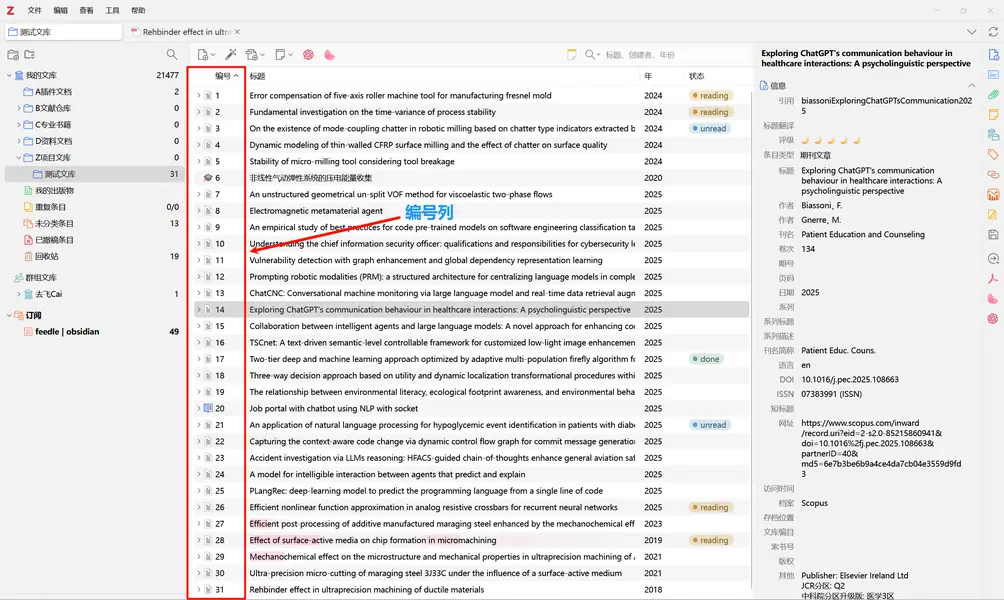 Z 文件 编辑 查看 工具 帮助
测试文库 Rehbinder effect in ultra
我的文库 21477
A插件文档 2
B文献仓库 0
C专业书籍 0
D资料文档 0
Z项目文库 0
测试文库 31
我的出版物
重复条目 0/0
未分类条目 13
已撤稿条目
回收站 19
群组文库
去飞Cai 1
订阅
feedle | obsidian 49
标题、创建者、年份
编号 标题 年 状态
1 Error compensation of five-axis roller machine tool for manufacturing fresnel mold 2024 reading
2 Fundamental investigation on the time-variance of process stability 2024 reading
3 On the existence of mode-coupling chatter in robotic milling based on chatter type indicators extracted b 2024 unread
4 Dynamic modeling of thin-walled CFRP surface milling and the effect of chatter on surface quality 2024
5 Stability of micro-milling tool considering tool breakage 2024
6 非线性气动弹性系统的压电能量收集 2020
7 An unstructured geometrical un-split VOF method for viscoelastic two-phase flows 2025
8 Electromagnetic metamaterial agent 2025
编号列
9 An empirical study of best practices for code pre-trained models on software engineering classification ta 2025
10 Understanding the chief information security officer: qualifications and responsibilities for cybersecurity le 2025
11 Vulnerability detection with graph enhancement and global dependency representation learning 2025
12 Prompting robotic modalities (PRM): a structured architecture for centralizing language models in comple 2025
13 ChatCNC: Conversational machine monitoring via large language model and real-time data retrieval augn 2025
14 Exploring ChatGPT's communication behaviour in healthcare interactions: A psycholinguistic perspective 2025
15 Collaboration between intelligent agents and large language models: A novel approach for enhancing co 2025
16 TSCnet: A text-driven semantic-level controllable framework for customized low-light image enhancemen 2025
17 Two-tier deep and machine learning approach optimized by adaptive multi-population firefly algorithm fo 2025 done
18 Three-way decision approach based on utility and dynamic localization transformational procedures withi 2025
19 The relationship between environmental literacy, ecological footprint awareness, and environmental beha 2025
20 Job portal with chatbot using NLP with socket 2025
21 An application of natural language processing for hypoglycemic event identification in patients with diab 2025 unread
22 Capturing the context-aware code change via dynamic control flow graph for commit message generation 2025
23 Accident investigation via LLMs reasoning: HFACS-guided chain-of-thoughts enhance general aviation saf 2025
24 A model for intelligible interaction between agents that predict and explain 2025
25 PLangRec: deep-learning model to predict the programming language from a single line of code 2025
26 Efficient nonlinear function approximation in analog resistive crossbars for recurrent neural networks 2025 reading
27 Efficient post-processing of additive manufactured maraging steel enhanced by the mechanochemical eff 2023
28 Effect of surface-active media on chip formation in micromachining 2019 reading
29 Mechanochemical effect on the microstructure and mechanical properties in ultraprecision machining of 2021
30 Ultra-precision micro-cutting of maraging steel 3J33C under the influence of a surface-active medium 2021
31 Rehbinder effect in ultraprecision machining of ductile materials 2018
Exploring ChatGPT's communication behaviour in
healthcare interactions: A psycholinguistic perspective
信息
引用 biassoniExploringChatGPTsCommunication202
5
标题翻译
评级
条目类型 期刊文章
标题 Exploring ChatGPT's communication
behaviour in healthcare interactions: A
psycholinguistic perspective
作者 Biassoni, F.
作者 Gnerre, M.
刊名 Patient Education and Counseling
卷次 134
期号
页码
日期 2025
系列
系列标题
系列描述
刊名简称 Patient Educ. Couns.
语言 en
DOI 10.1016/j.pec.2025.108663
ISSN 07383991 (ISSN)
短标题
网址 https://www.scopus.com/inward
/record.uri?eid=2-s2.0-85215860941&
doi=10.1016%2fj.pec.2025.108663&
partnerID=40&
md5=6e7b3be6b9a4ce4da7cb04e3559d9fd
3
访问时间
档案 Scopus
存档位置
文库编目
索书号
版权
其他 Publisher: Elsevier Ireland Ltd
JCR分区: Q2
中科院分区升级版: 医学3区